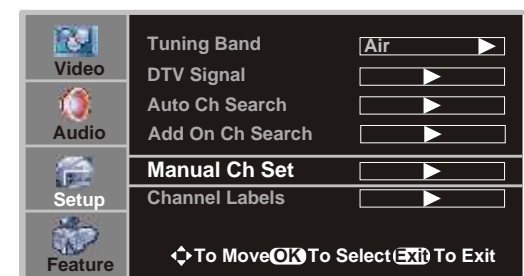 Video
Audio
Setup
Feature
Tuning Band Air
DTV Signal
Auto Ch Search
Add On Ch Search
Manual Ch Set
Channel Labels
To Move OK To Select Exit To Exit